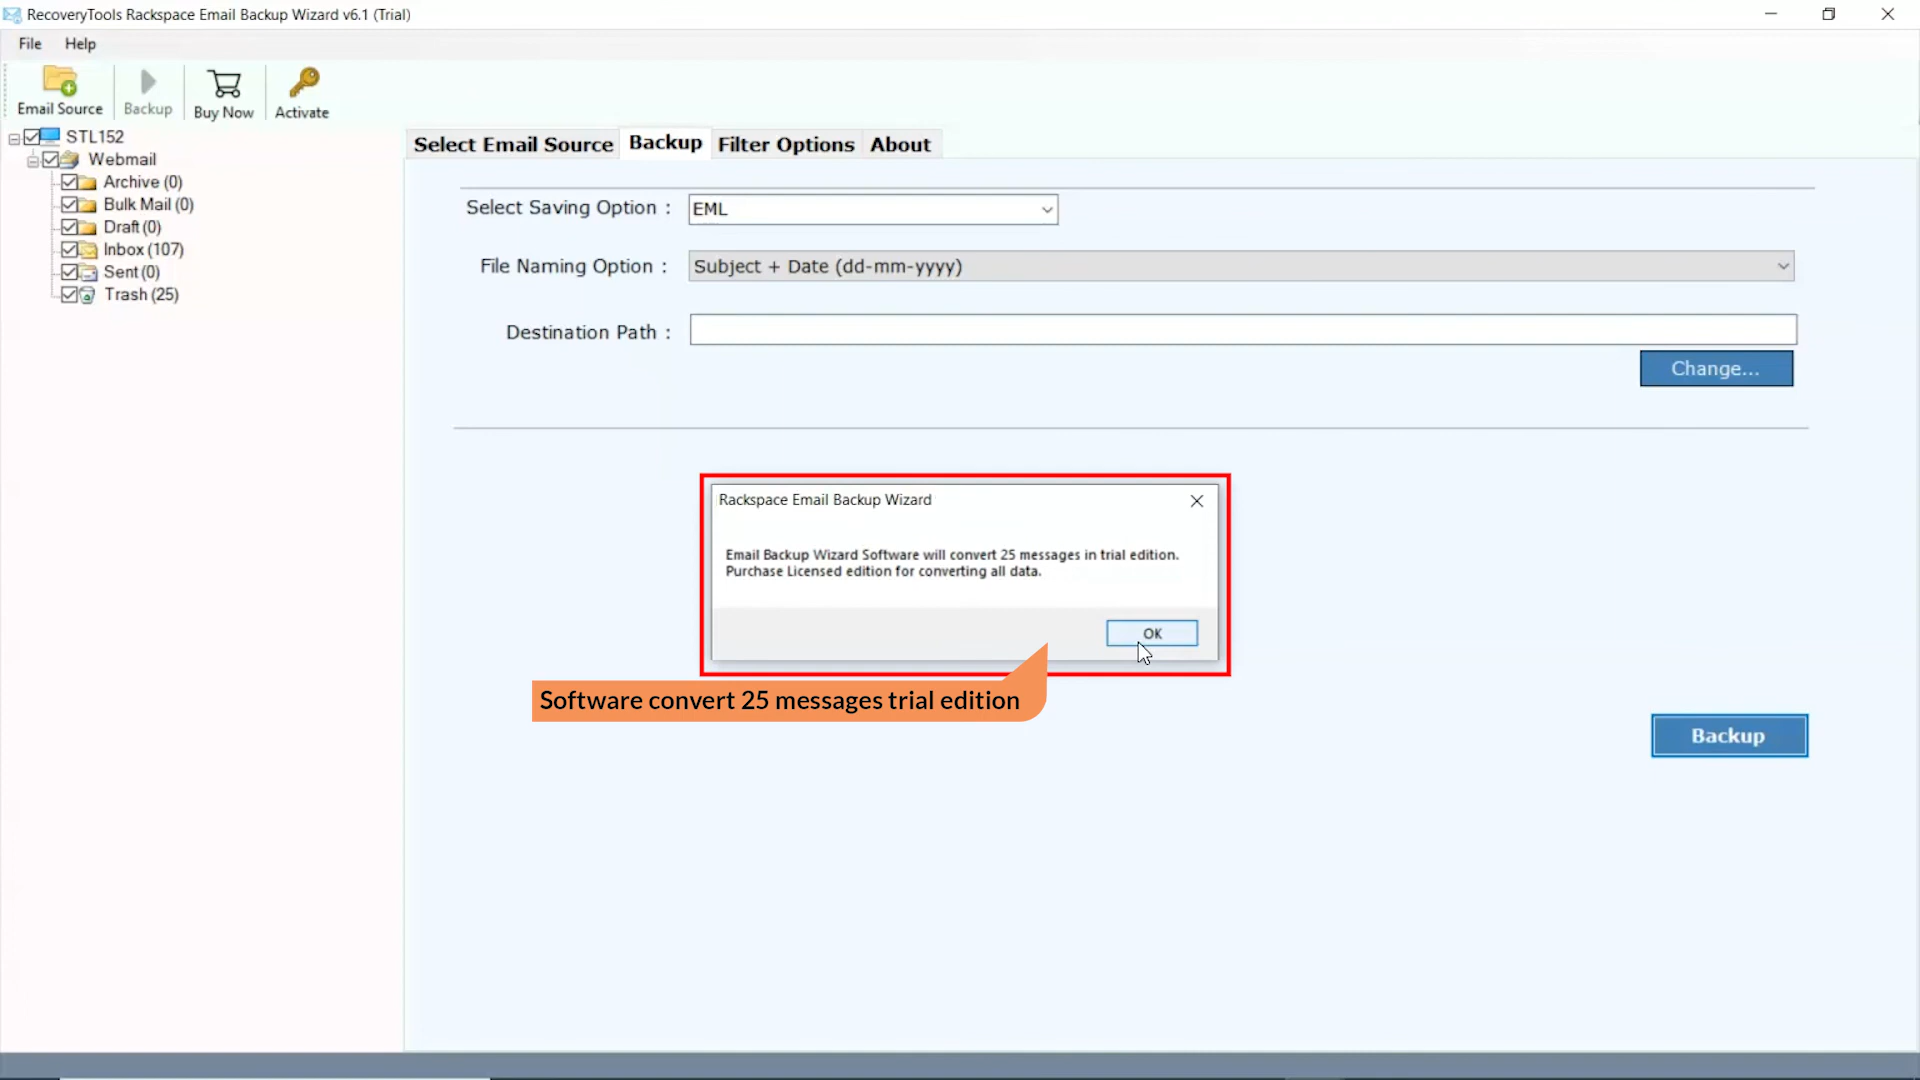 RecoveryTools Rackspace Email Backup Wizard v6.1 (Trial)
File Help
Email Source Backup Buy Now Activate
STL152
Webmail
Archive (0)
Bulk Mail (0)
Draft (0)
Inbox (107)
Sent (0)
Trash (25)
Select Email Source Backup Filter Options About
Select Saving Option : EML
File Naming Option : Subject + Date (dd-mm-yyyy)
Destination Path :
Change...
Rackspace Email Backup Wizard
Email Backup Wizard Software will convert 25 messages in trial edition.
Purchase Licensed edition for converting all data.
OK
Software convert 25 messages trial edition
Backup